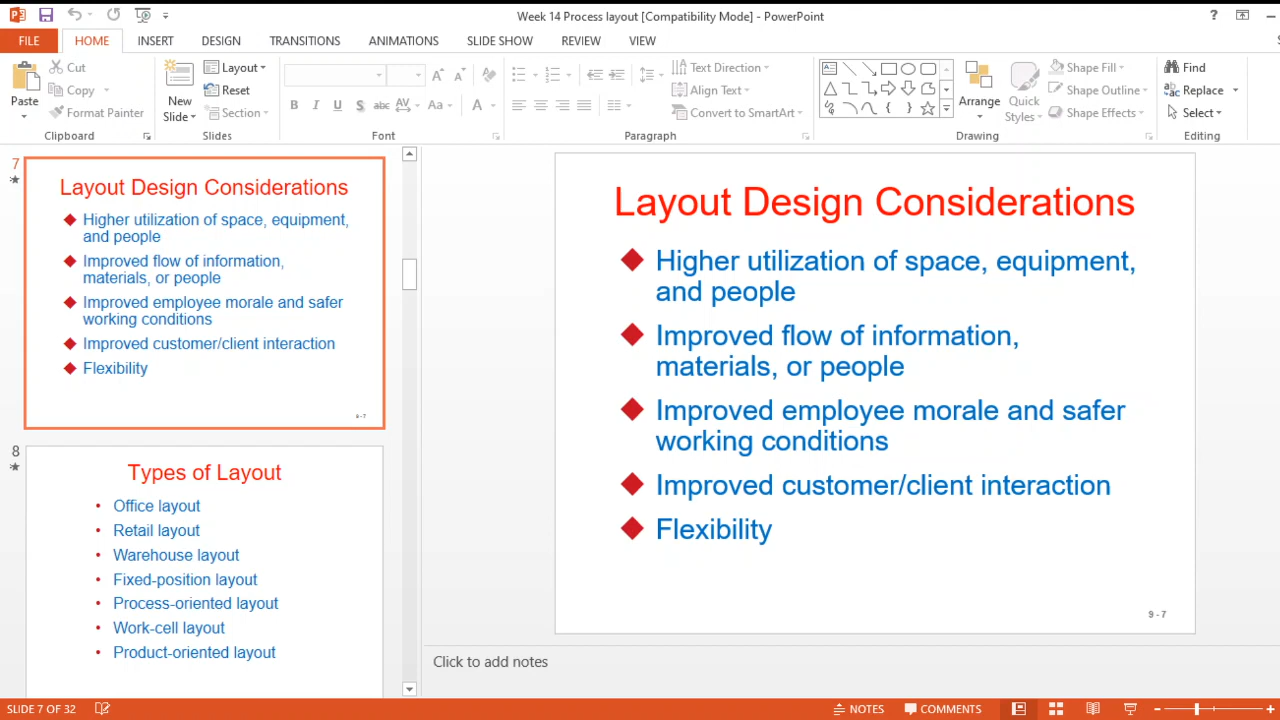 Week 14 Process layout [Compatibility Mode] - PowerPoint
?
FILE HOME INSERT DESIGN TRANSITIONS ANIMATIONS SLIDE SHOW REVIEW VIEW
Paste
Cut
Copy
Format Painter
Clipboard
New
Slide
Layout
Reset
Section
Slides
B I U S abc AV Aa A
Font
Text Direction
Align Text
Convert to SmartArt
Paragraph
Arrange
Quick
Styles
Shape Fill
Shape Outline
Shape Effects
Drawing
Find
Replace
Select
Editing
7
Layout Design Considerations
Higher utilization of space, equipment,
and people
Improved flow of information,
materials, or people
Improved employee morale and safer
working conditions
Improved customer/client interaction
Flexibility
9 - 7
8
Types of Layout
• Office layout
• Retail layout
• Warehouse layout
• Fixed-position layout
• Process-oriented layout
• Work-cell layout
• Product-oriented layout
Layout Design Considerations
Higher utilization of space, equipment,
and people
Improved flow of information,
materials, or people
Improved employee morale and safer
working conditions
Improved customer/client interaction
Flexibility
9 - 7
Click to add notes
SLIDE 7 OF 32
NOTES
COMMENTS